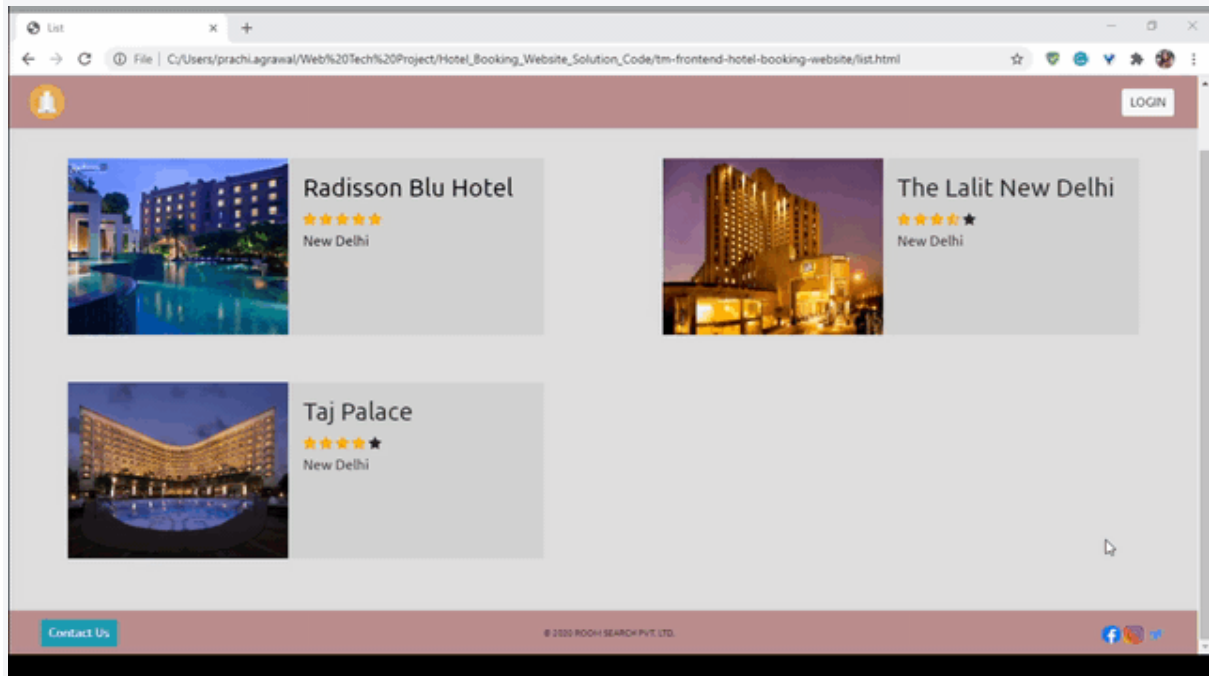 List
File | C:/Users/prachi.agrawal/Web%20Tech%20Project/Hotel_Booking_Website_Solution_Code/tm-frontend-hotel-booking-website/list.html
LOGIN
Radisson Blu Hotel
New Delhi
The Lalit New Delhi
New Delhi
Taj Palace
New Delhi
Contact Us
© 2020 ROOM SEARCH PVT. LTD.